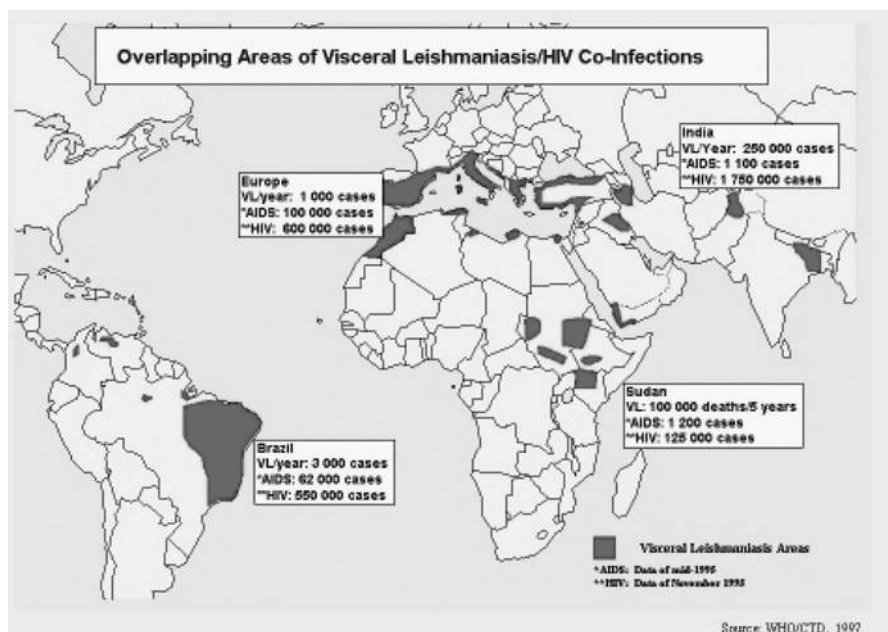 Overlapping Areas of Visceral Leishmaniasis/HIV Co-Infections
India
VL/Year: 250 000 cases
*AIDS: 1 100 cases
**HIV: 1 750 000 cases
Europe
VL/year: 1 000 cases
*AIDS: 100 000 cases
**HIV: 600 000 cases
Sudan
VL: 100 000 deaths/5 years
*AIDS: 1 200 cases
**HIV: 125 000 cases
Brazil
VL/year: 3 000 cases
*AIDS: 62 000 cases
**HIV: 550 000 cases
Visceral Leishmaniasis Areas
*AIDS: Data of mid-1995
**HIV: Data of November 1995
Source: WHO/CTD, 1997